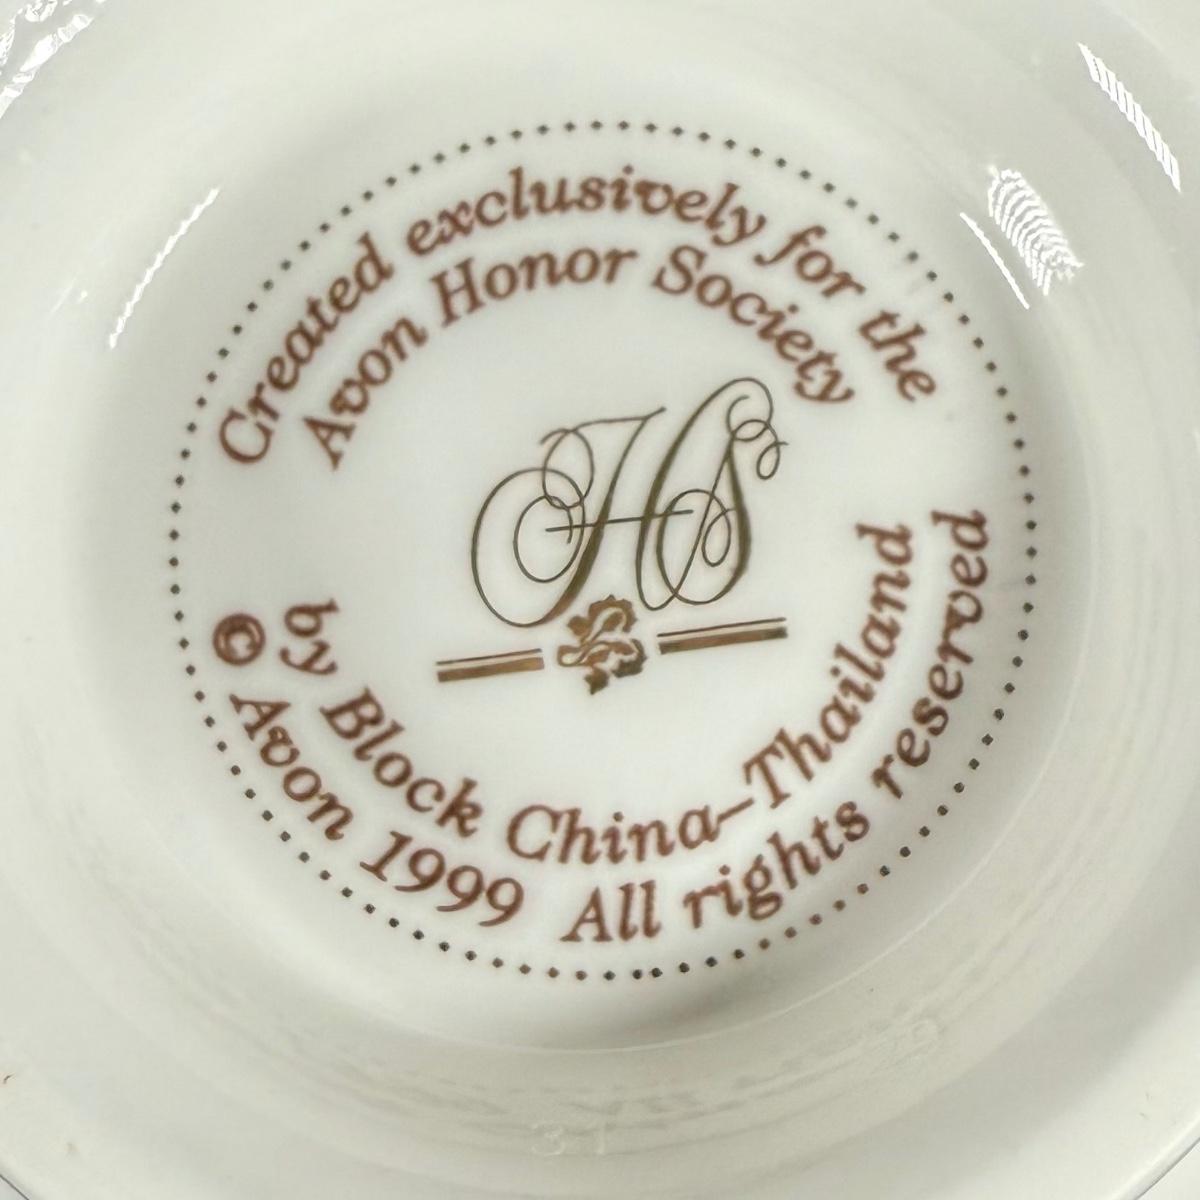 Created exclusively for the
Avon Honor Society
HS
by Block China–Thailand
© Avon 1999 All rights reserved